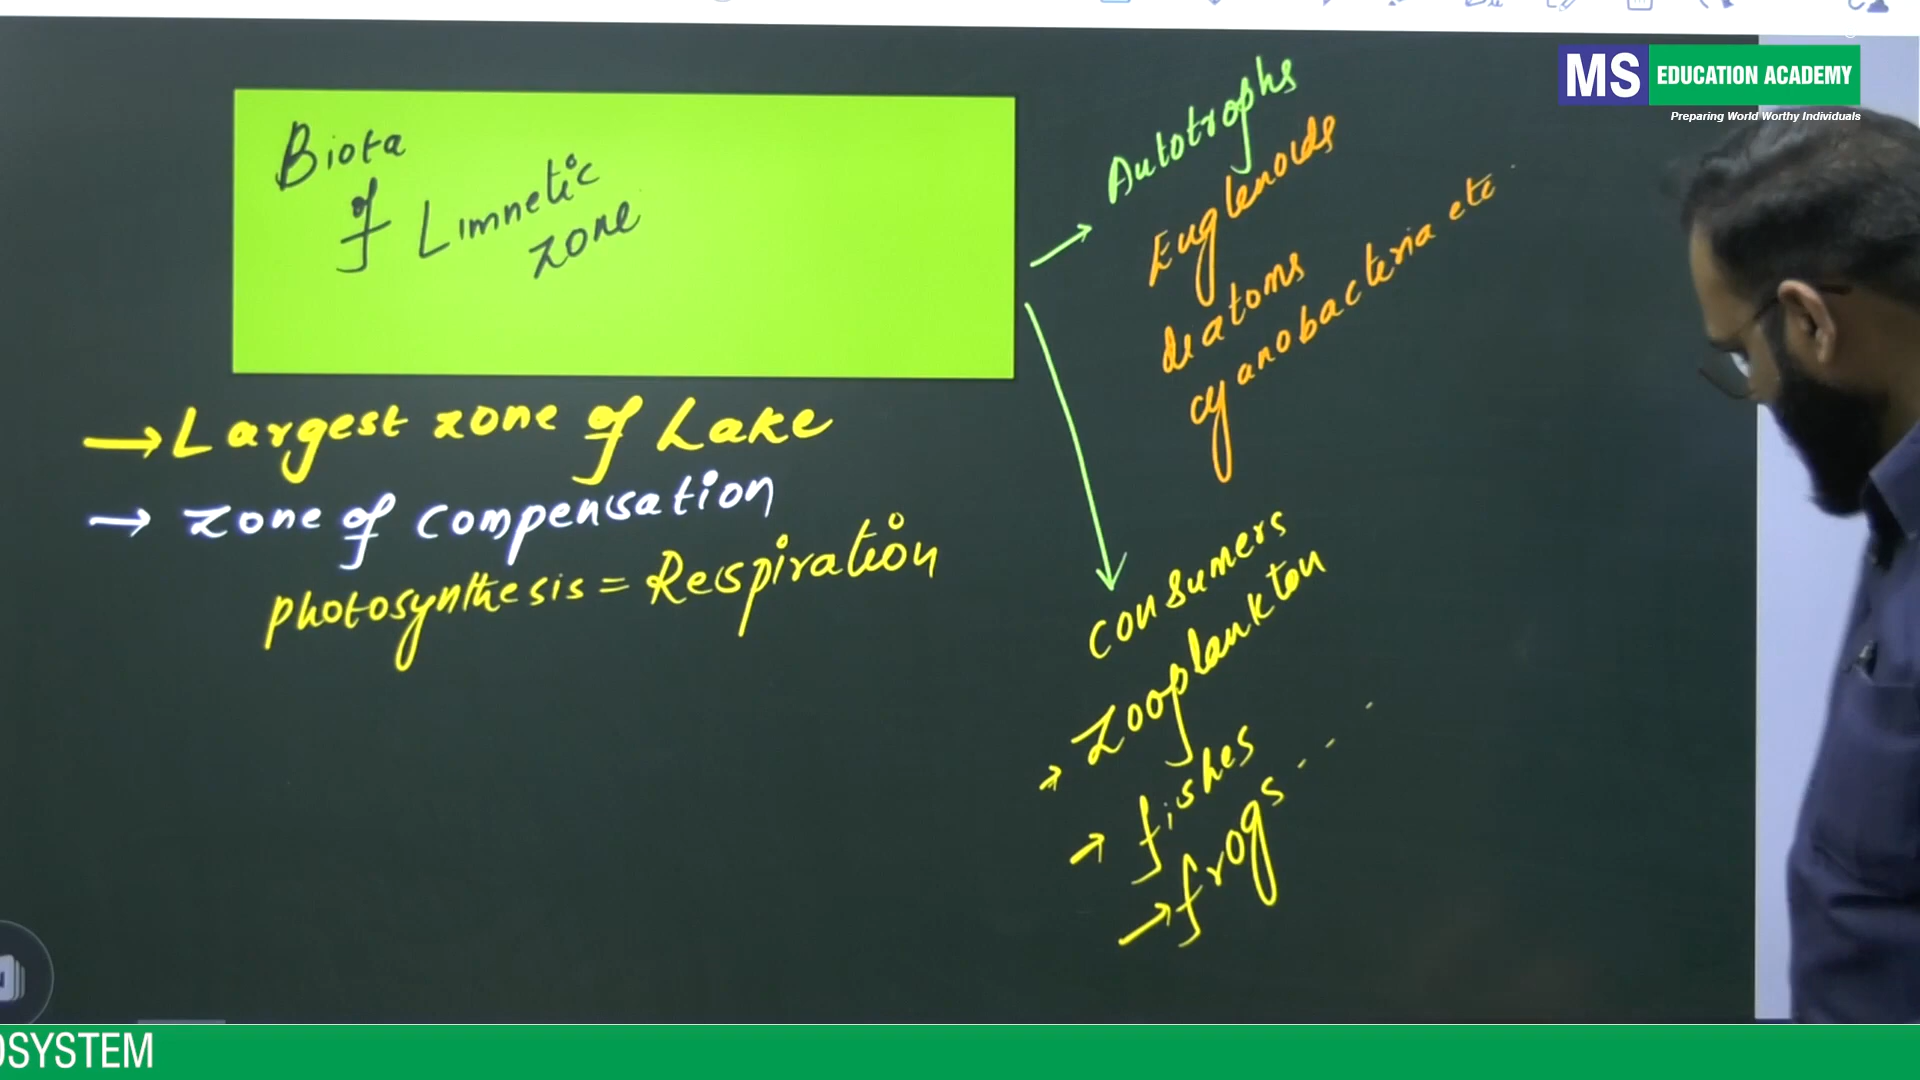 MS EDUCATION ACADEMY
Preparing World Worthy Individuals
Biota
of Limnetic
zone
→ Largest zone of Lake
→ zone of compensation
photosynthesis = Respiration
→ Autotrophs
Euglenoids
diatoms
cyanobacteria etc
consumers
→ zooplankton
→ fishes
→ frogs - - -
OSYSTEM